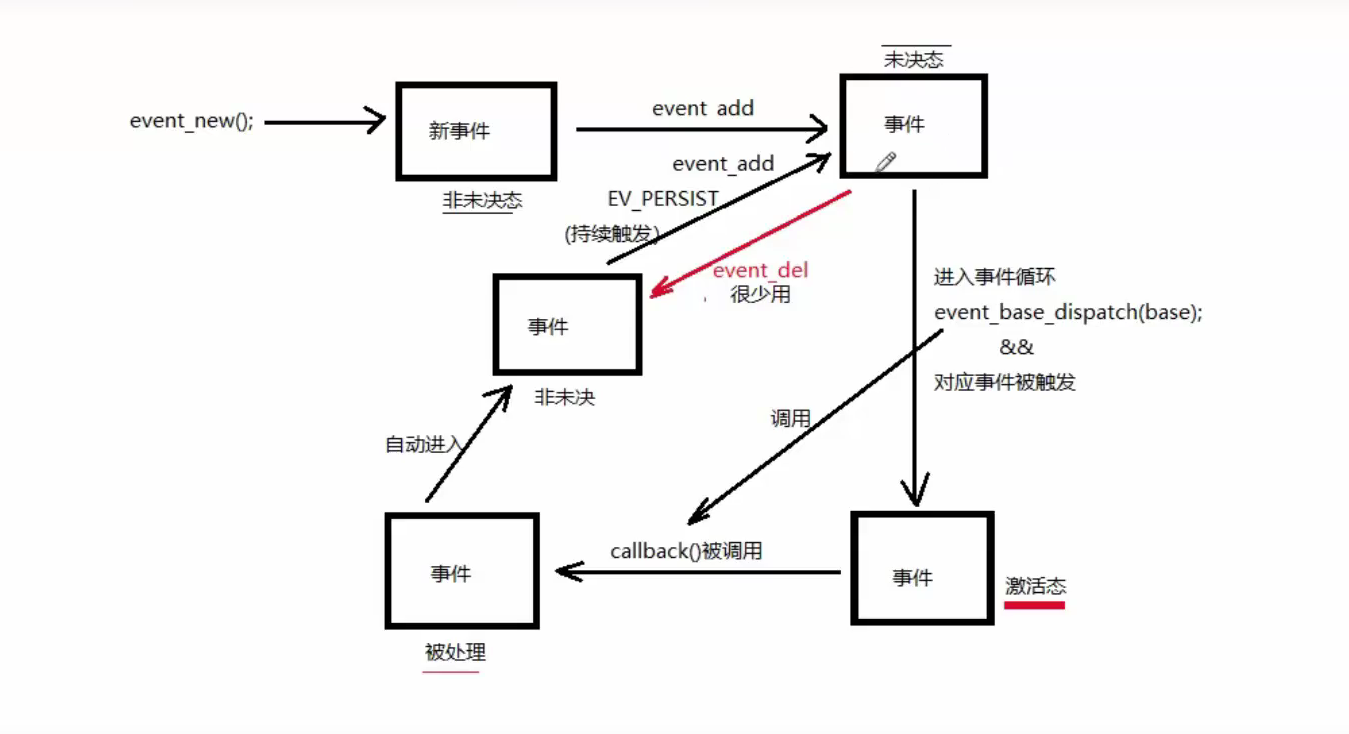 未决态
event_new();
新事件
event add
事件
非未决态
event_add
EV_PERSIST
(持续触发)
event_del
很少用
事件
非未决
进入事件循环
event_base_dispatch(base);
&&
对应事件被触发
调用
自动进入
callback()被调用
事件
被处理
事件
激活态